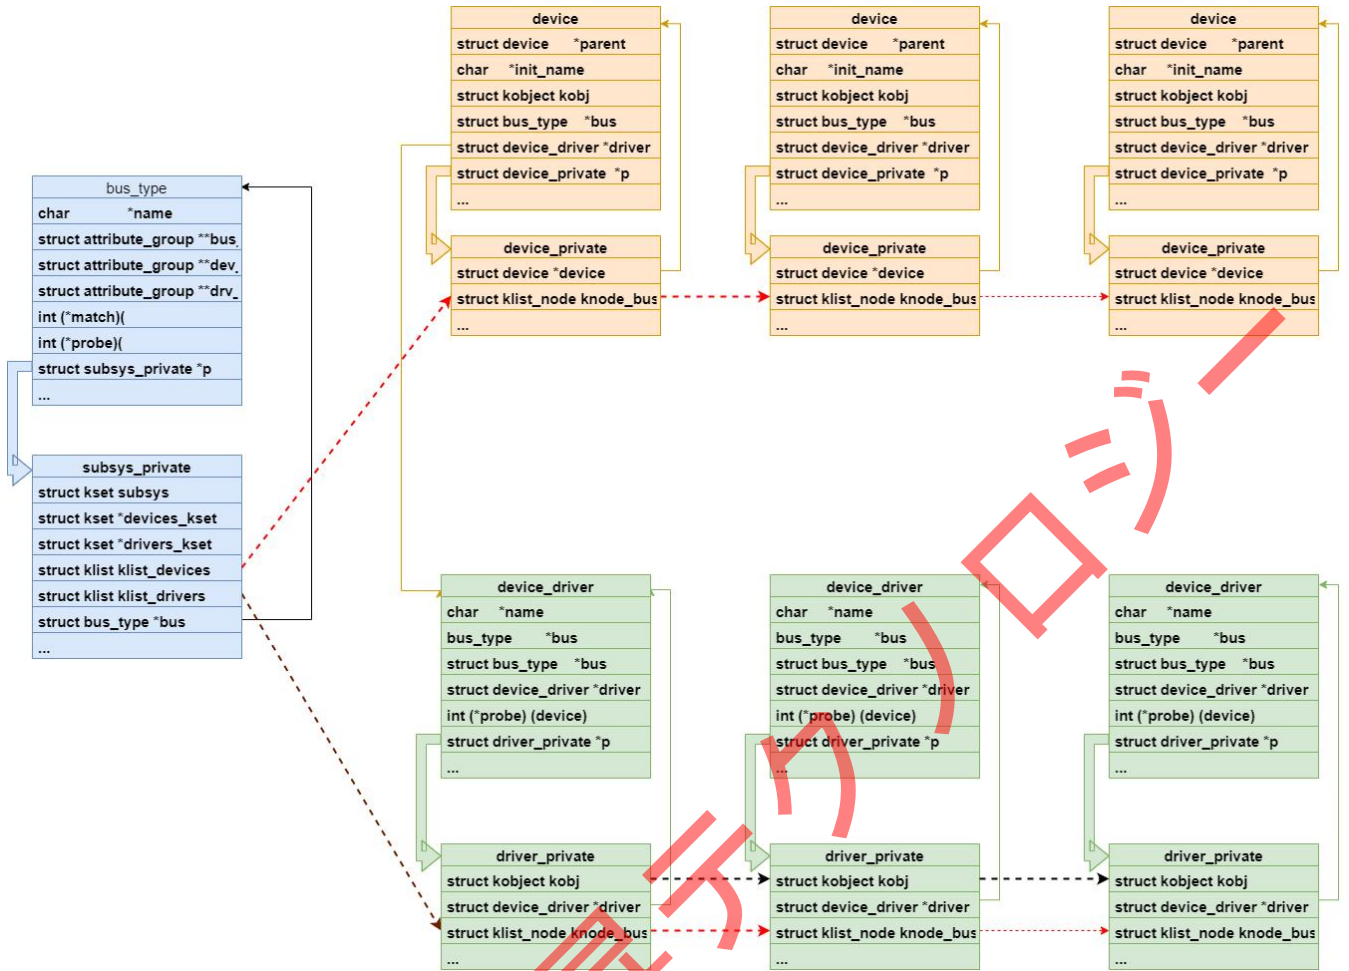 bus_type
char *name
struct attribute_group **bus_
struct attribute_group **dev_
struct attribute_group **drv_
int (*match)(
int (*probe)(
struct subsys_private *p
...
subsys_private
struct kset subsys
struct kset *devices_kset
struct kset *drivers_kset
struct klist klist_devices
struct klist klist_drivers
struct bus_type *bus
...
device
struct device *parent
char *init_name
struct kobject kobj
struct bus_type *bus
struct device_driver *driver
struct device_private *p
...
device_private
struct device *device
struct klist_node knode_bus
...
device
struct device *parent
char *init_name
struct kobject kobj
struct bus_type *bus
struct device_driver *driver
struct device_private *p
...
device_private
struct device *device
struct klist_node knode_bus
...
device
struct device *parent
char *init_name
struct kobject kobj
struct bus_type *bus
struct device_driver *driver
struct device_private *p
...
device_private
struct device *device
struct klist_node knode_bus
...
device_driver
char *name
bus_type *bus
struct bus_type *bus
struct device_driver *driver
int (*probe) (device)
struct driver_private *p
...
driver_private
struct kobject kobj
struct device_driver *driver
struct klist_node knode_bus
...
device_driver
char *name
bus_type *bus
struct bus_type *bus
struct device_driver *driver
int (*probe) (device)
struct driver_private *p
...
driver_private
struct kobject kobj
struct device_driver *driver
struct klist_node knode_bus
...
device_driver
char *name
bus_type *bus
struct bus_type *bus
struct device_driver *driver
int (*probe) (device)
struct driver_private *p
...
driver_private
struct kobject kobj
struct device_driver *driver
struct klist_node knode_bus
...
テクノロジー